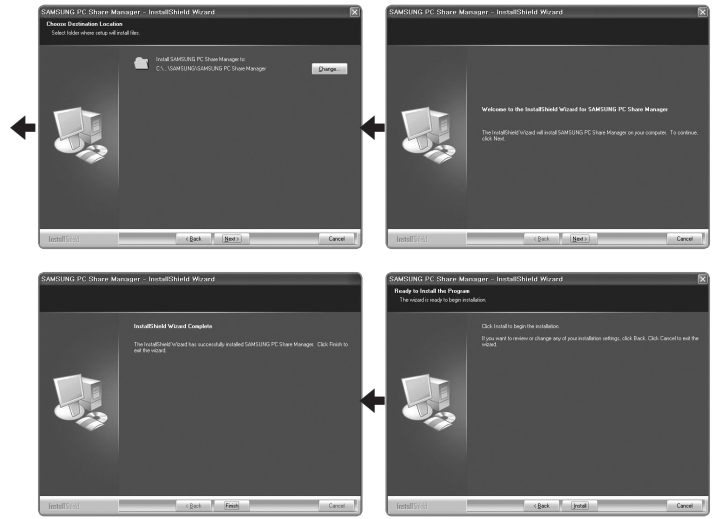 SAMSUNG PC Share Manager - InstallShield Wizard
Choose Destination Location
Select folder where setup will install files.
Install SAMSUNG PC Share Manager to:
C:\...\SAMSUNG\SAMSUNG PC Share Manager
Change...
InstallShield
< Back
Next >
Cancel
SAMSUNG PC Share Manager - InstallShield Wizard
Welcome to the InstallShield Wizard for SAMSUNG PC Share Manager
The InstallShield Wizard will install SAMSUNG PC Share Manager on your computer. To continue,
click Next.
InstallShield
< Back
Next >
Cancel
SAMSUNG PC Share Manager - InstallShield Wizard
InstallShield Wizard Complete
The InstallShield Wizard has successfully installed SAMSUNG PC Share Manager. Click Finish to
exit the wizard.
InstallShield
< Back
Finish
Cancel
SAMSUNG PC Share Manager - InstallShield Wizard
Ready to Install the Program
The wizard is ready to begin installation.
Click Install to begin the installation.
If you want to review or change any of your installation settings, click Back. Click Cancel to exit the
wizard.
InstallShield
< Back
Install
Cancel